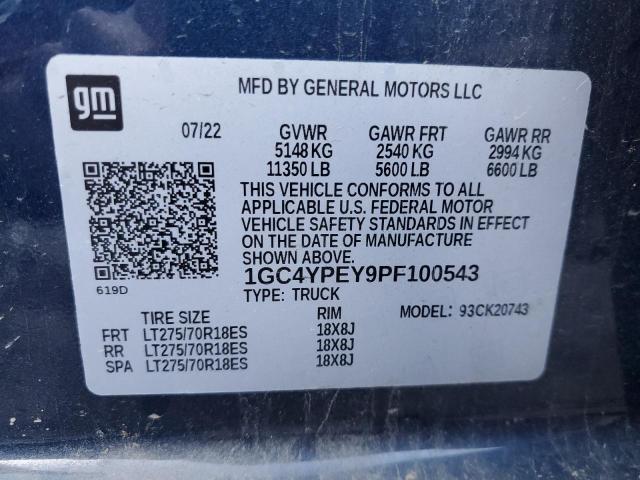 gm
MFD BY GENERAL MOTORS LLC
07/22 GVWR GAWR FRT GAWR RR
5148 KG 2540 KG 2994 KG
11350 LB 5600 LB 6600 LB
THIS VEHICLE CONFORMS TO ALL
APPLICABLE U.S. FEDERAL MOTOR
VEHICLE SAFETY STANDARDS IN EFFECT
ON THE DATE OF MANUFACTURE
SHOWN ABOVE.
619D
1GC4YPEY9PF100543
TYPE: TRUCK
MODEL: 93CK20743
TIRE SIZE RIM
FRT LT275/70R18ES 18X8J
RR LT275/70R18ES 18X8J
SPA LT275/70R18ES 18X8J